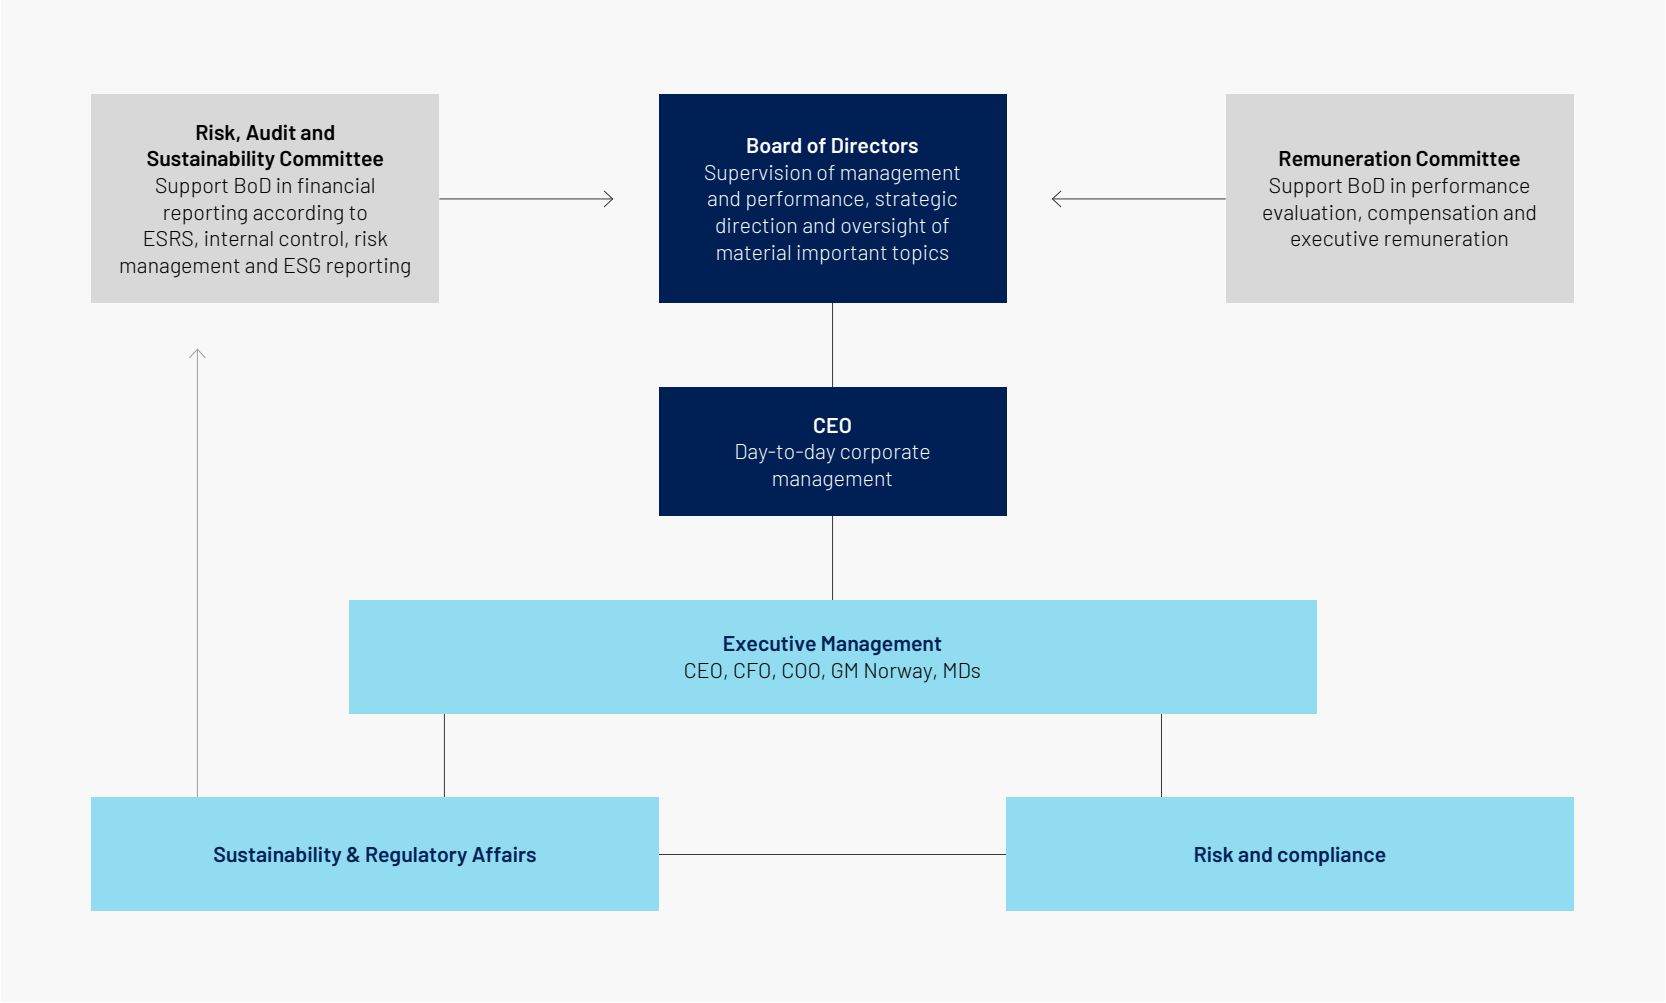 Risk, Audit and
Sustainability Committee
Support BoD in financial
reporting according to
ESRS, internal control, risk
management and ESG reporting
Board of Directors
Supervision of management
and performance, strategic
direction and oversight of
material important topics
Remuneration Committee
Support BoD in performance
evaluation, compensation and
executive remuneration
CEO
Day-to-day corporate
management
Executive Management
CEO, CFO, COO, GM Norway, MDs
Sustainability & Regulatory Affairs
Risk and compliance